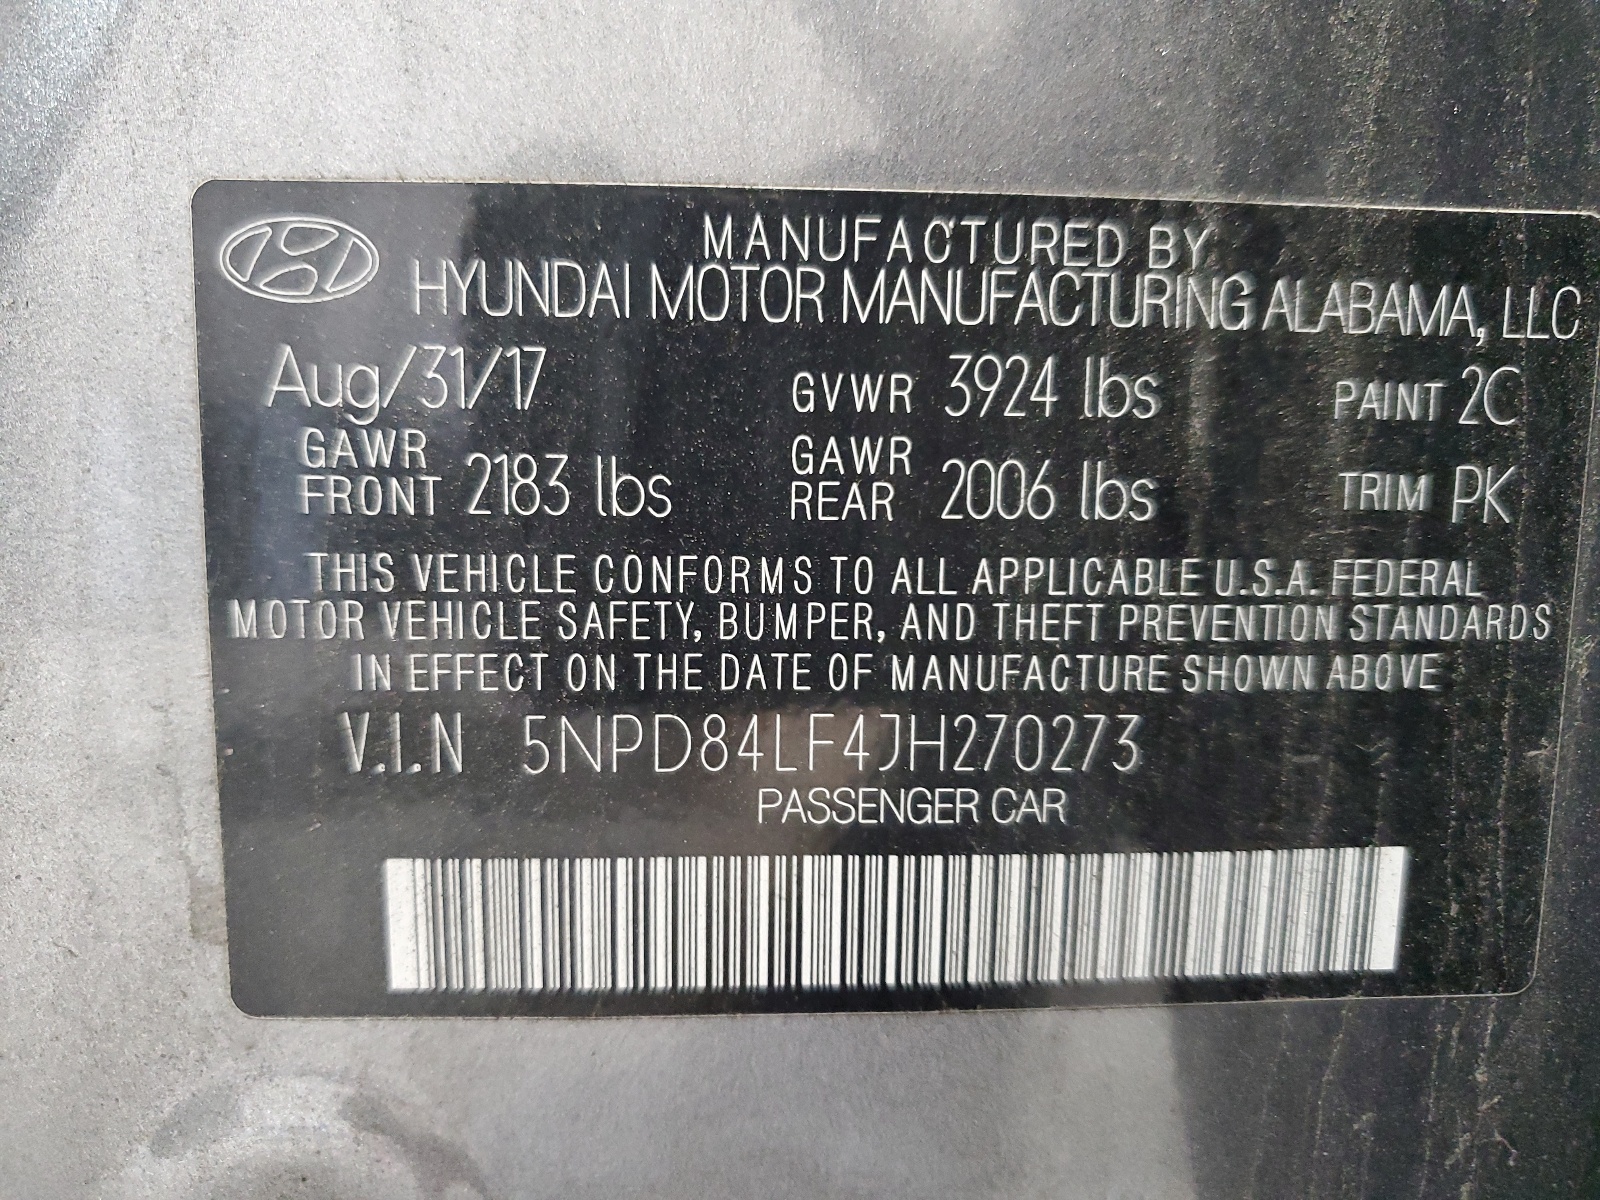 MANUFACTURED BY
HYUNDAI MOTOR MANUFACTURING ALABAMA, LLC
Aug/31/17 GVWR 3924 lbs PAINT 2C
GAWR FRONT 2183 lbs GAWR REAR 2006 lbs TRIM PK
THIS VEHICLE CONFORMS TO ALL APPLICABLE U.S.A. FEDERAL
MOTOR VEHICLE SAFETY, BUMPER, AND THEFT PREVENTION STANDARDS
IN EFFECT ON THE DATE OF MANUFACTURE SHOWN ABOVE
V.I.N 5NPD84LF4JH270273
PASSENGER CAR